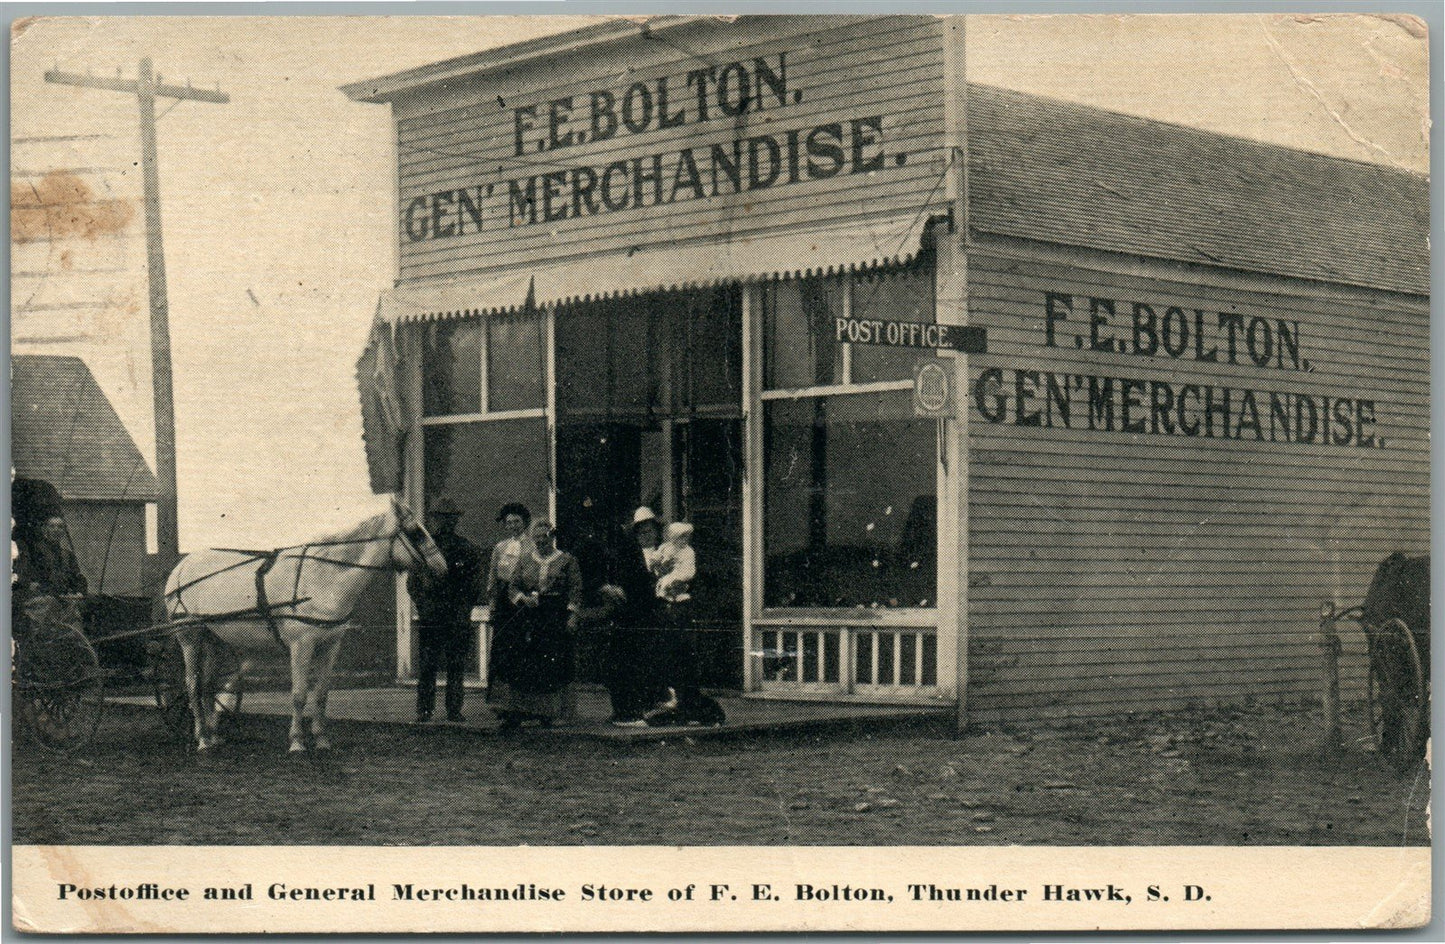 F.E.BOLTON.
GEN' MERCHANDISE.
POST OFFICE.
F.E.BOLTON.
GEN' MERCHANDISE.
Postoffice and General Merchandise Store of F. E. Bolton, Thunder Hawk, S. D.